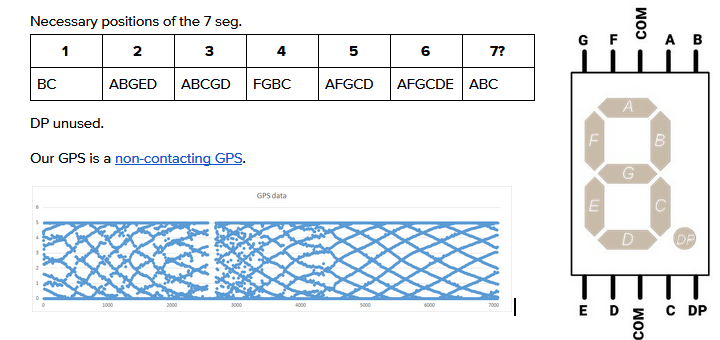 Necessary positions of the 7 seg.
1 2 3 4 5 6 7?
BC ABGED ABCGD FGBC AFGCD AFGCDE ABC
DP unused.
Our GPS is a non-contacting GPS.
GPS data
6
5
4
3
2
1
0
0 1000 2000 3000 4000 5000 6000 7000
G F COM A B
A
F B
G
E C
D DP
E D COM C DP